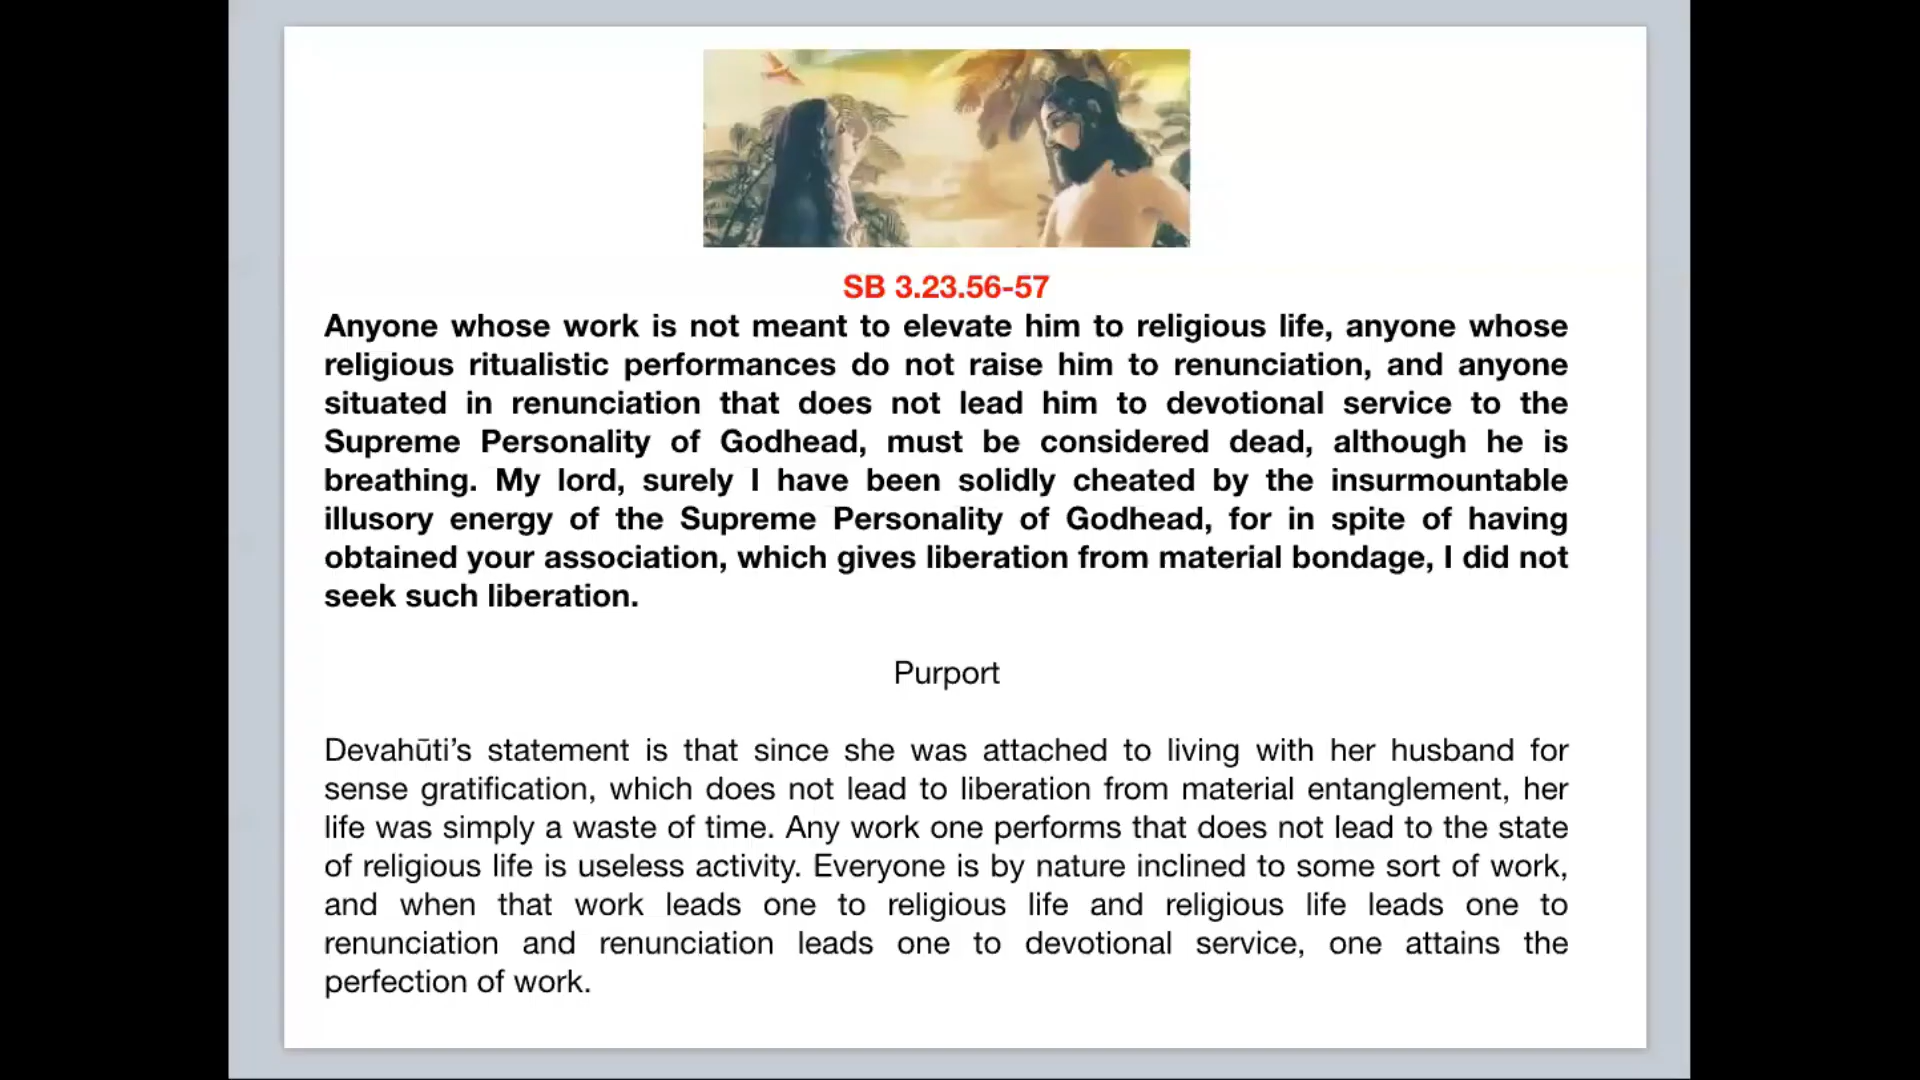 SB 3.23.56-57
Anyone whose work is not meant to elevate him to religious life, anyone whose
religious ritualistic performances do not raise him to renunciation, and anyone
situated in renunciation that does not lead him to devotional service to the
Supreme Personality of Godhead, must be considered dead, although he is
breathing. My lord, surely I have been solidly cheated by the insurmountable
illusory energy of the Supreme Personality of Godhead, for in spite of having
obtained your association, which gives liberation from material bondage, I did not
seek such liberation.
Purport
Devahūti’s statement is that since she was attached to living with her husband for
sense gratification, which does not lead to liberation from material entanglement, her
life was simply a waste of time. Any work one performs that does not lead to the state
of religious life is useless activity. Everyone is by nature inclined to some sort of work,
and when that work leads one to religious life and religious life leads one to
renunciation and renunciation leads one to devotional service, one attains the
perfection of work.